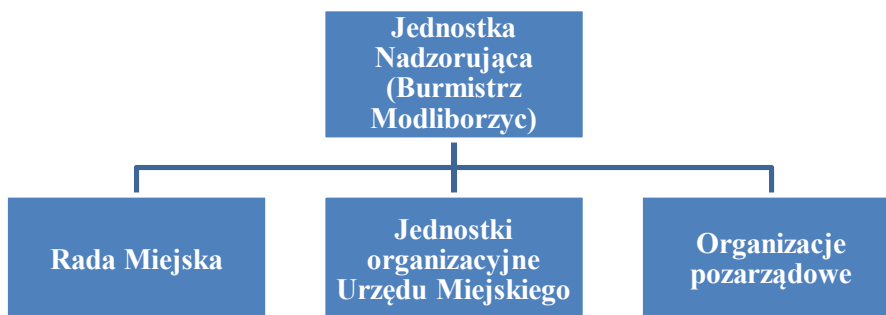 Jednostka
Nadzorująca
(Burmistrz
Modliborzyc)
Rada Miejska
Jednostki
organizacyjne
Urzędu Miejskiego
Organizacje
pozarządowe